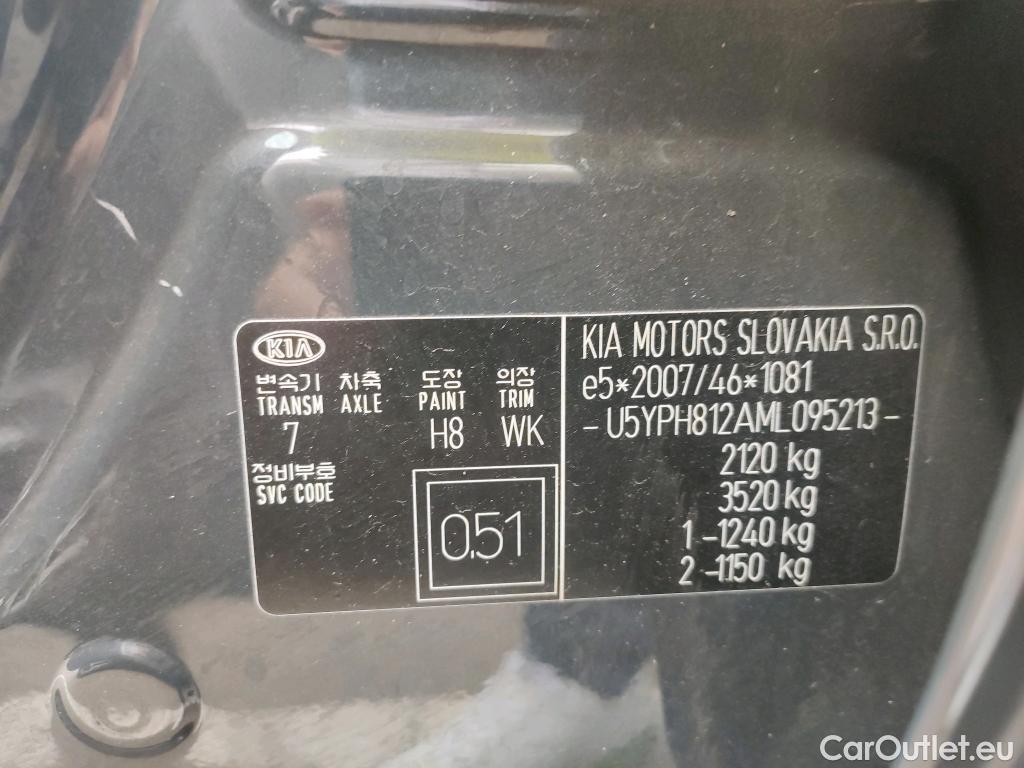 KIA
변속기 차축 도장 의장
TRANSM AXLE PAINT TRIM
7 H8 WK
정비부호
SVC CODE
0.51
KIA MOTORS SLOVAKIA S.R.O.
e5*2007/46*1081
- U5YPH812AML095213 -
2120 kg
3520 kg
1 -1240 kg
2 -1150 kg
CarOutlet.eu